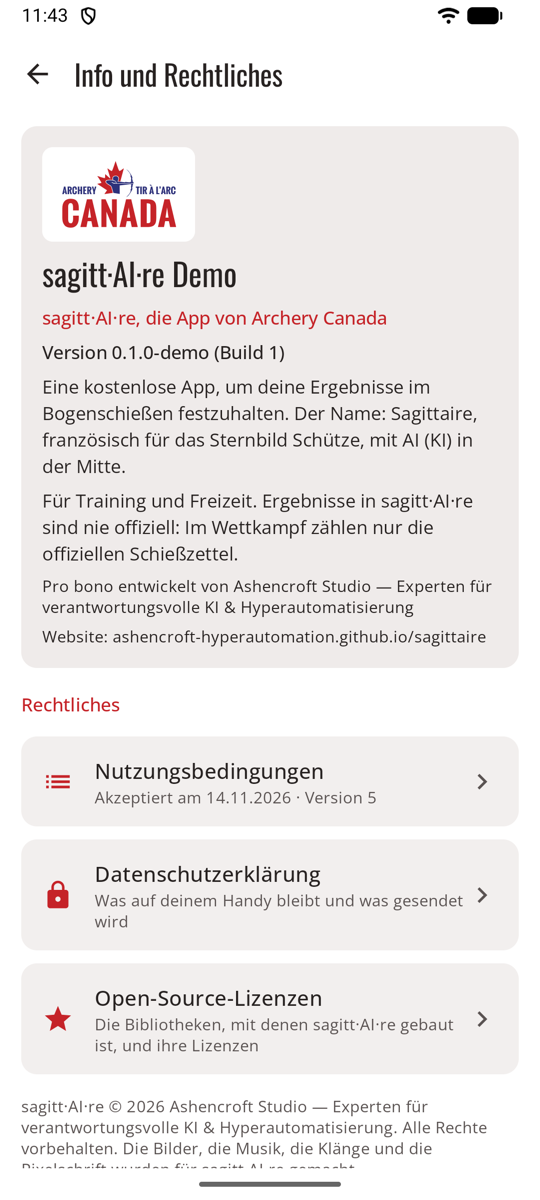 11:43
Info und Rechtliches
ARCHERY TIR À L'ARC
CANADA
sagitt·AI·re Demo
sagitt·AI·re, die App von Archery Canada
Version 0.1.0-demo (Build 1)
Eine kostenlose App, um deine Ergebnisse im
Bogenschießen festzuhalten. Der Name: Sagittaire,
französisch für das Sternbild Schütze, mit AI (KI) in
der Mitte.
Für Training und Freizeit. Ergebnisse in sagitt·AI·re
sind nie offiziell: Im Wettkampf zählen nur die
offiziellen Schießzettel.
Pro bono entwickelt von Ashencroft Studio — Experten für
verantwortungsvolle KI & Hyperautomatisierung
Website: ashencroft-hyperautomation.github.io/sagittaire
Rechtliches
Nutzungsbedingungen
Akzeptiert am 14.11.2026 · Version 5
Datenschutzerklärung
Was auf deinem Handy bleibt und was gesendet
wird
Open-Source-Lizenzen
Die Bibliotheken, mit denen sagitt·AI·re gebaut
ist, und ihre Lizenzen
sagitt·AI·re © 2026 Ashencroft Studio — Experten für
verantwortungsvolle KI & Hyperautomatisierung. Alle Rechte
vorbehalten. Die Bilder, die Musik, die Klänge und die
Pixelschrift wurden für sagitt·AI·re gemacht.